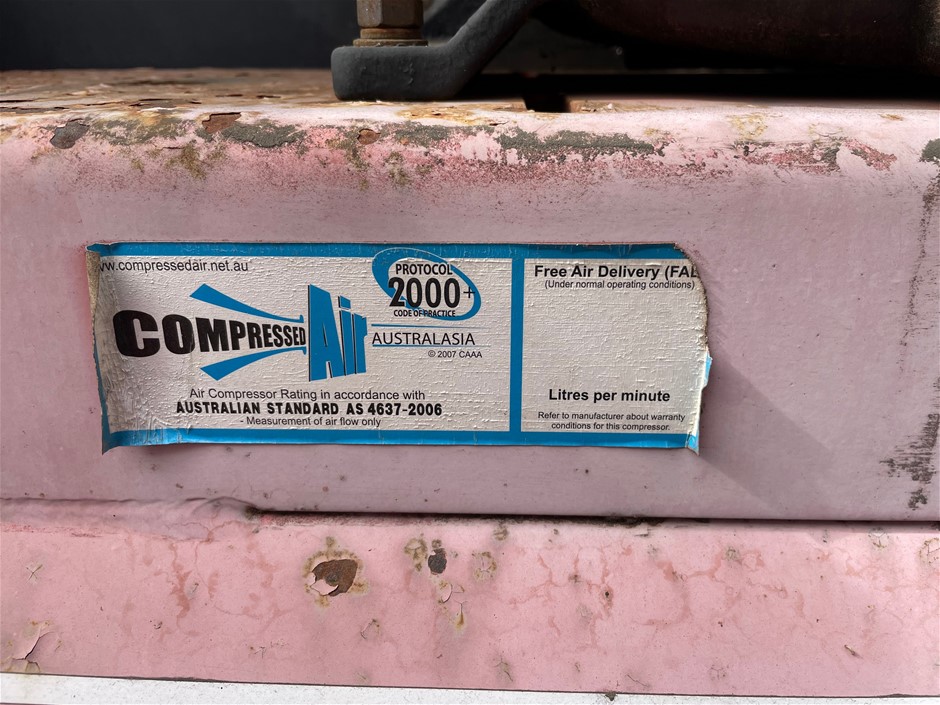 ww.compressedair.net.au
PROTOCOL
2000+
CODE OF PRACTICE
COMPRESSED Air
AUSTRALASIA
© 2007 CAAA
Air Compressor Rating in accordance with
AUSTRALIAN STANDARD AS 4637-2006
- Measurement of air flow only
Free Air Delivery (FAD
(Under normal operating conditions)
Litres per minute
Refer to manufacturer about warranty
conditions for this compressor.